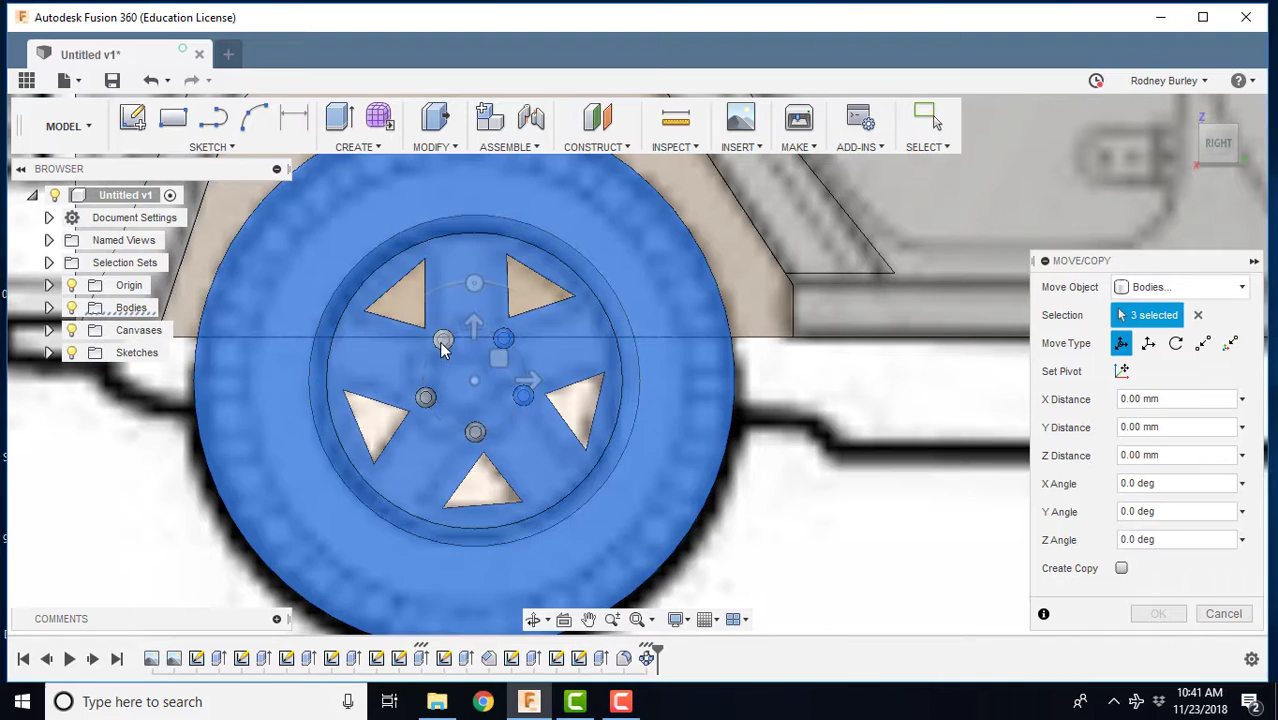 Autodesk Fusion 360 (Education License)
Untitled v1*
Rodney Burley
MODEL
SKETCH
CREATE
MODIFY
ASSEMBLE
CONSTRUCT
INSPECT
INSERT
MAKE
ADD-INS
SELECT
BROWSER
Untitled v1
Document Settings
Named Views
Selection Sets
Origin
Bodies
Canvases
Sketches
Z
RIGHT
X
MOVE/COPY
Move Object Bodies...
Selection 3 selected
Move Type
Set Pivot
X Distance 0.00 mm
Y Distance 0.00 mm
Z Distance 0.00 mm
X Angle 0.0 deg
Y Angle 0.0 deg
Z Angle 0.0 deg
Create Copy
OK Cancel
COMMENTS
Type here to search
10:41 AM
11/23/2018
2